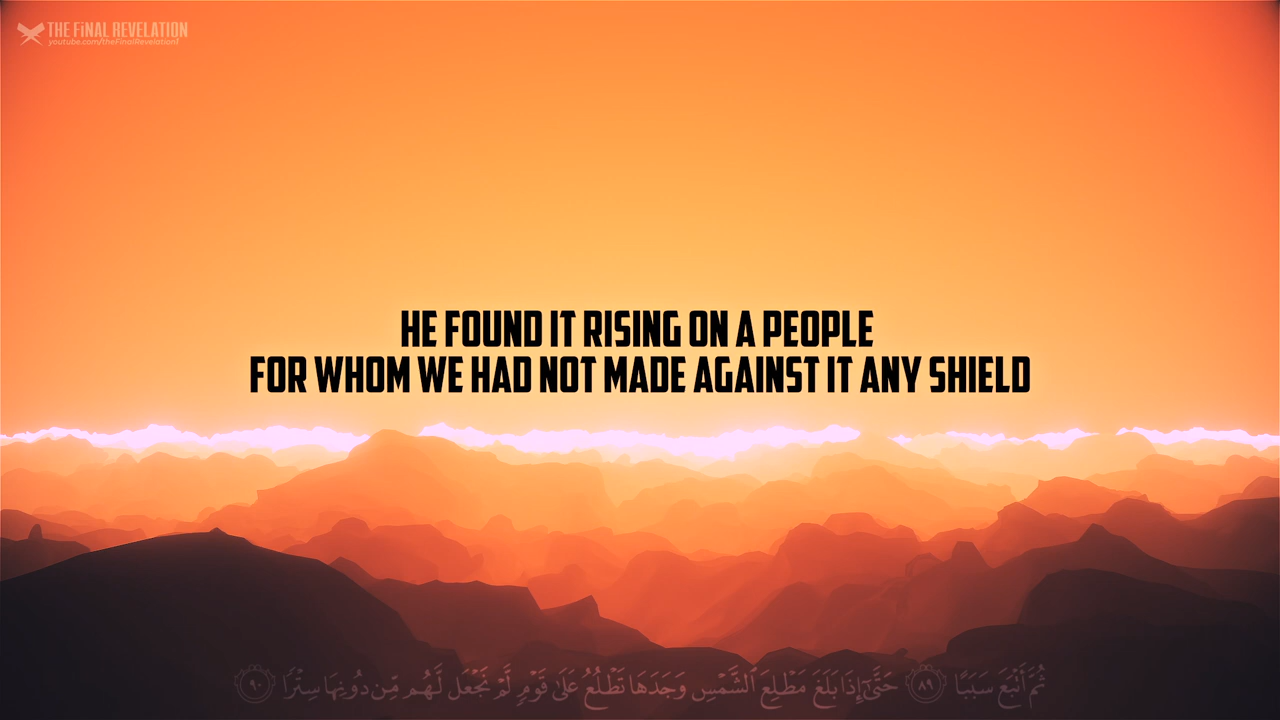 THE FiNAL REVELATION
youtube.com/theFinalRevelation1
HE FOUND IT RISING ON A PEOPLE
FOR WHOM WE HAD NOT MADE AGAINST IT ANY SHIELD
ثُمَّ أَتْبَعَ سَبَبًا ﴿٨٩﴾ حَتَّىٰٓ إِذَا بَلَغَ مَطْلِعَ ٱلشَّمْسِ وَجَدَهَا تَطْلُعُ عَلَىٰ قَوْمٍ لَّمْ نَجْعَل لَّهُم مِّن دُونِهَا سِتْرًا ﴿٩٠﴾